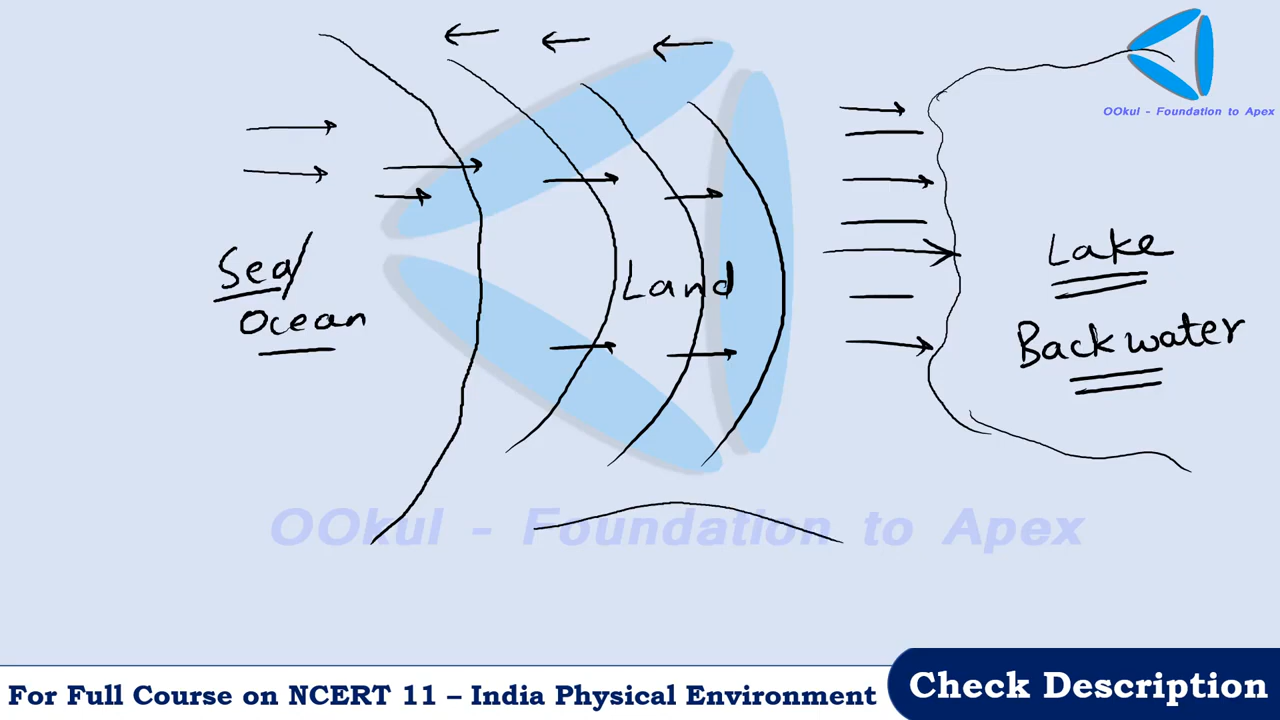 OOkul - Foundation to Apex
Sea/
Ocean
Land
Lake
Backwater
OOkul - Foundation to Apex
For Full Course on NCERT 11 – India Physical Environment
Check Description